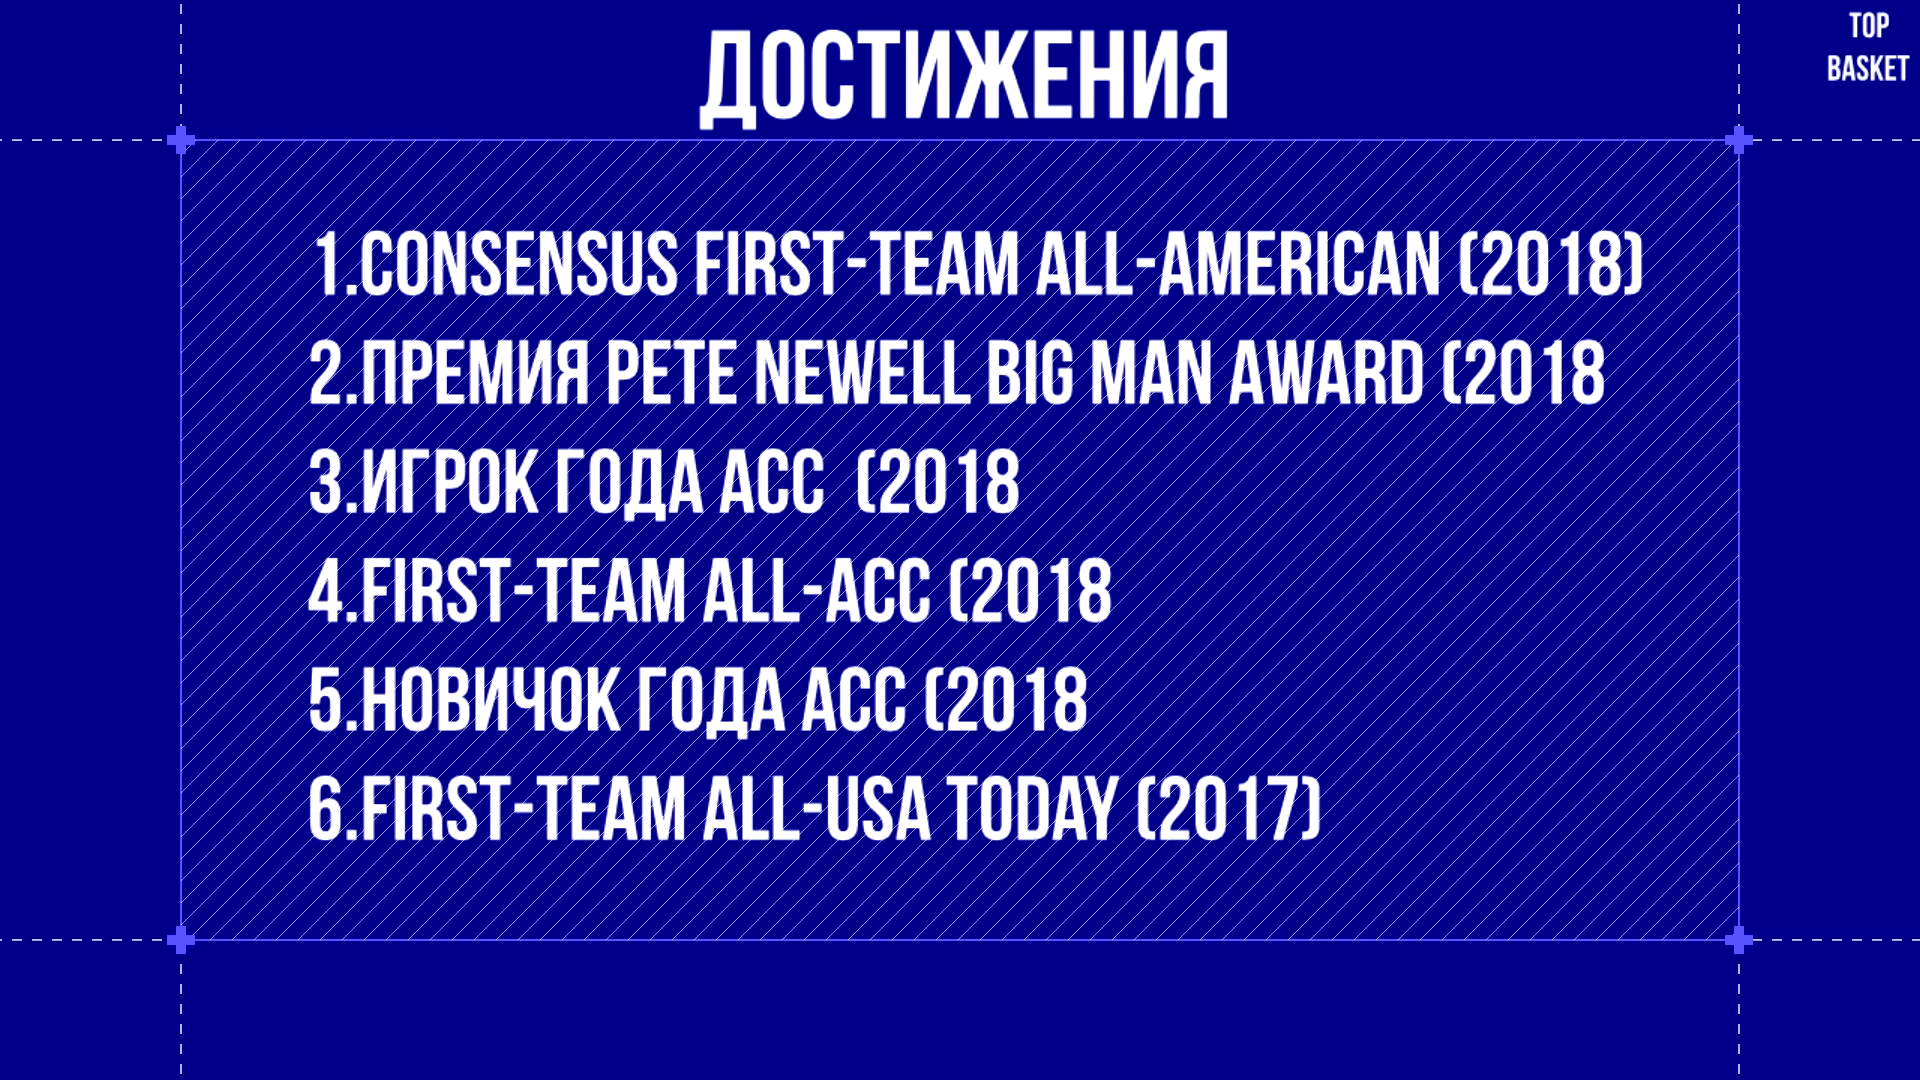 ДОСТИЖЕНИЯ
TOP
BASKET
1.CONSENSUS FIRST-TEAM ALL-AMERICAN (2018)
2.ПРЕМИЯ PETE NEWELL BIG MAN AWARD (2018
3.ИГРОК ГОДА ACC  (2018
4.FIRST-TEAM ALL-ACC (2018
5.НОВИЧОК ГОДА ACC (2018
6.FIRST-TEAM ALL-USA TODAY (2017)